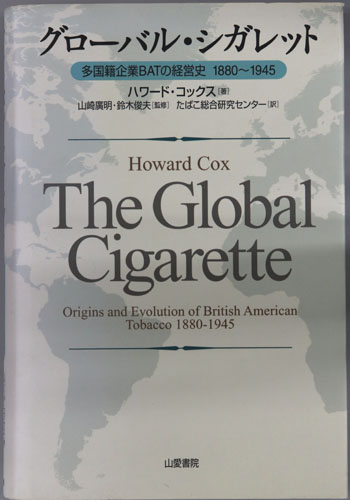 グローバル・シガレット
多国籍企業BATの経営史 1880〜1945
ハワード・コックス[著]
山崎廣明・鈴木俊夫[監修] たばこ総合研究センター[訳]
Howard Cox
The Global
Cigarette
Origins and Evolution of British American
Tobacco 1880-1945
山愛書院